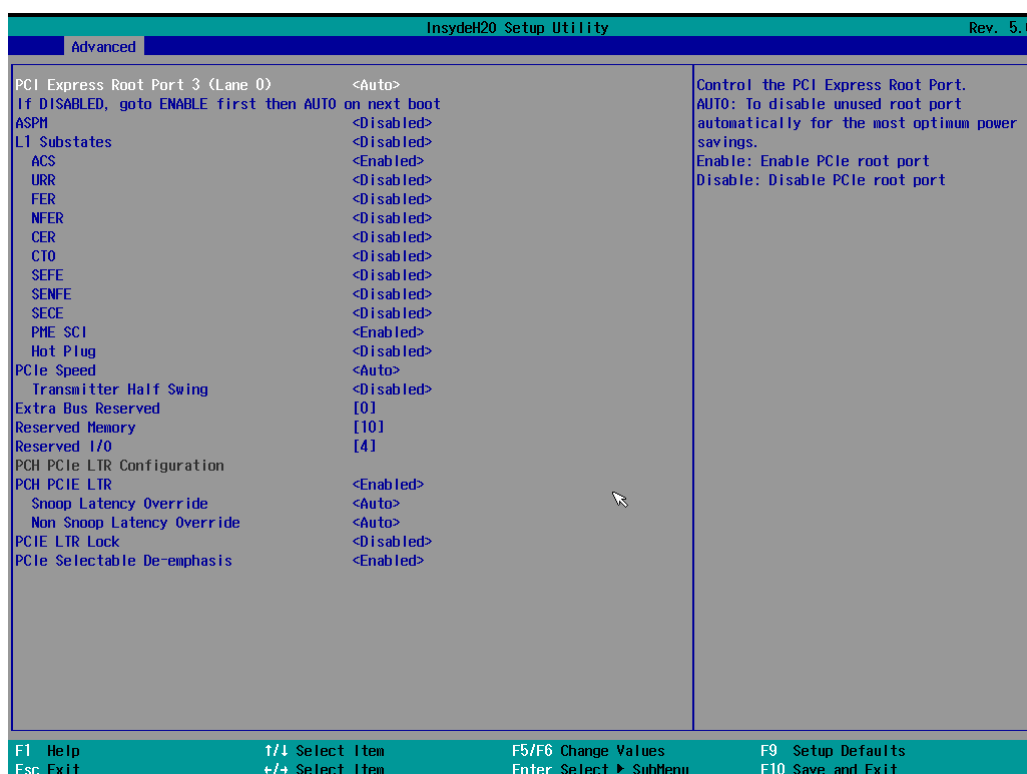 InsydeH20 Setup Utility Rev. 5.
Advanced
PCI Express Root Port 3 (Lane 0) <Auto>
If DISABLED, goto ENABLE first then AUTO on next boot
ASPM <Disabled>
L1 Substates <Disabled>
ACS <Enabled>
URR <Disabled>
FER <Disabled>
NFER <Disabled>
CER <Disabled>
CTO <Disabled>
SEFE <Disabled>
SENFE <Disabled>
SECE <Disabled>
PME SCI <Enabled>
Hot Plug <Disabled>
PCIe Speed <Auto>
Transmitter Half Swing <Disabled>
Extra Bus Reserved [0]
Reserved Memory [10]
Reserved I/O [4]
PCH PCIe LTR Configuration
PCH PCIE LTR <Enabled>
Snoop Latency Override <Auto>
Non Snoop Latency Override <Auto>
PCIE LTR Lock <Disabled>
PCIe Selectable De-emphasis <Enabled>
Control the PCI Express Root Port.
AUTO: To disable unused root port
automatically for the most optimum power
savings.
Enable: Enable PCIe root port
Disable: Disable PCIe root port
F1 Help ↑/↓ Select Item F5/F6 Change Values F9 Setup Defaults
Esc Exit ←/→ Select Item Enter Select ▶ SubMenu F10 Save and Exit